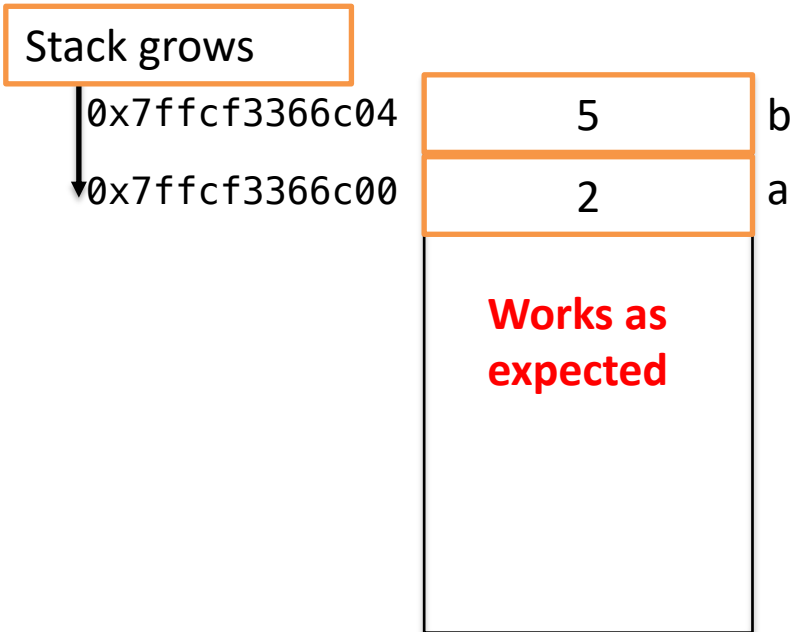 Stack grows
0x7ffcf3366c04 5 b
0x7ffcf3366c00 2 a
Works as
expected